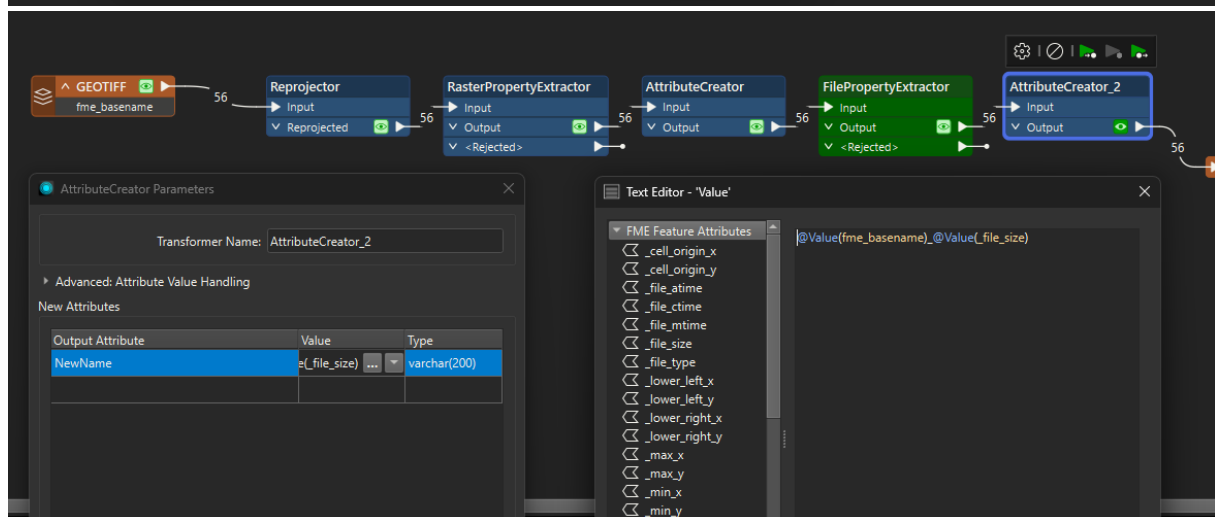 GEOTIFF
fme_basename
56
Reprojector
Input
Reprojected
56
RasterPropertyExtractor
Input
Output
<Rejected>
56
AttributeCreator
Input
Output
56
FilePropertyExtractor
Input
Output
<Rejected>
56
AttributeCreator_2
Input
Output
56
AttributeCreator Parameters
Transformer Name: AttributeCreator_2
Advanced: Attribute Value Handling
New Attributes
Output Attribute Value Type
NewName e(_file_size) ... varchar(200)
Text Editor - 'Value'
FME Feature Attributes
_cell_origin_x
_cell_origin_y
_file_atime
_file_ctime
_file_mtime
_file_size
_file_type
_lower_left_x
_lower_left_y
_lower_right_x
_lower_right_y
_max_x
_max_y
_min_x
_min_y
@Value(fme_basename)_@Value(_file_size)